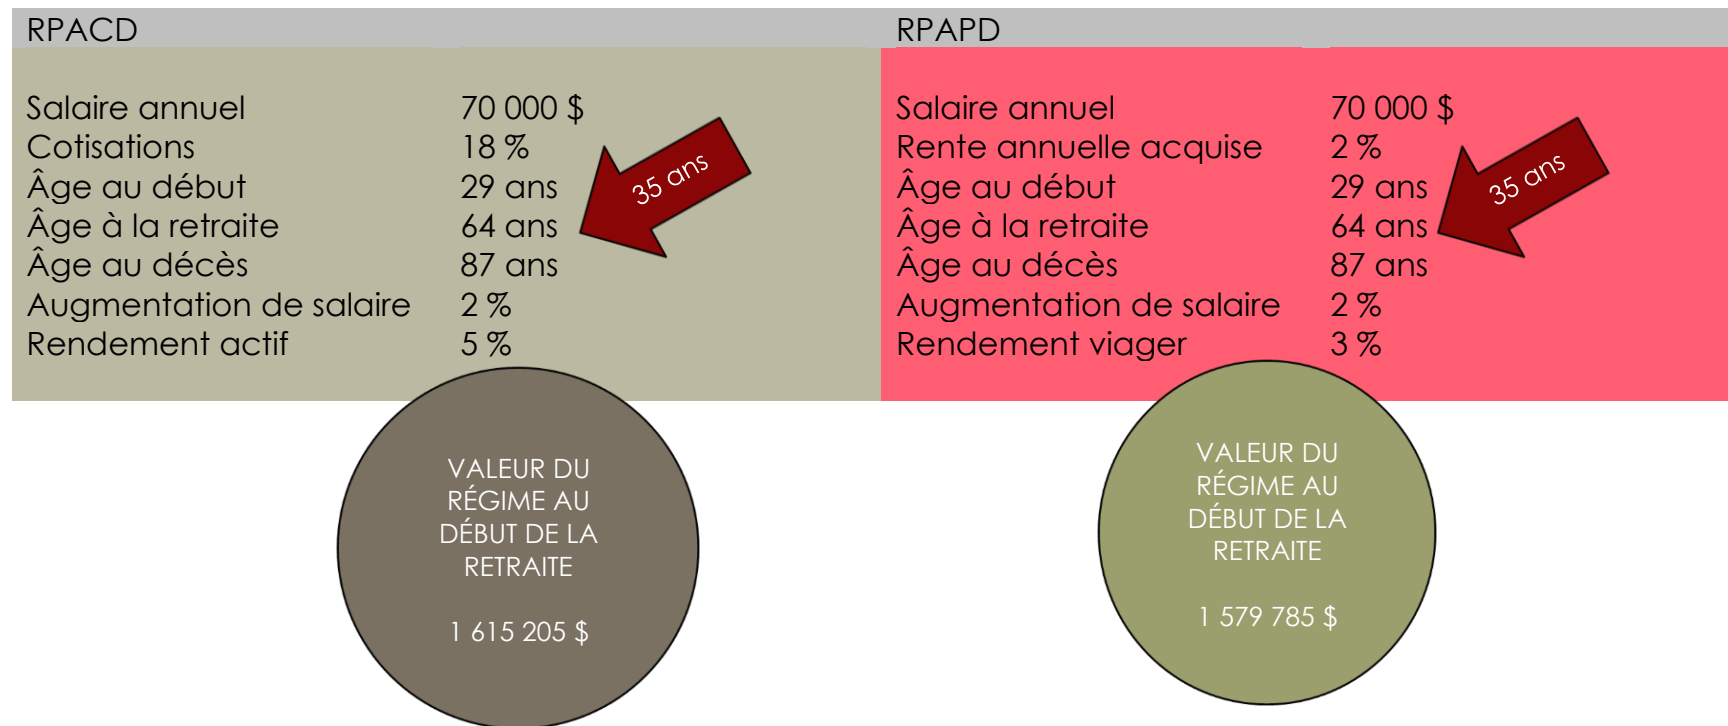 RPACD
Salaire annuel 70 000 $
Cotisations 18 %
Âge au début 29 ans
Âge à la retraite 64 ans
Âge au décès 87 ans
Augmentation de salaire 2 %
Rendement actif 5 %
35 ans
VALEUR DU
RÉGIME AU
DÉBUT DE LA
RETRAITE
1 615 205 $
RPAPD
Salaire annuel 70 000 $
Rente annuelle acquise 2 %
Âge au début 29 ans
Âge à la retraite 64 ans
Âge au décès 87 ans
Augmentation de salaire 2 %
Rendement viager 3 %
35 ans
VALEUR DU
RÉGIME AU
DÉBUT DE LA
RETRAITE
1 579 785 $